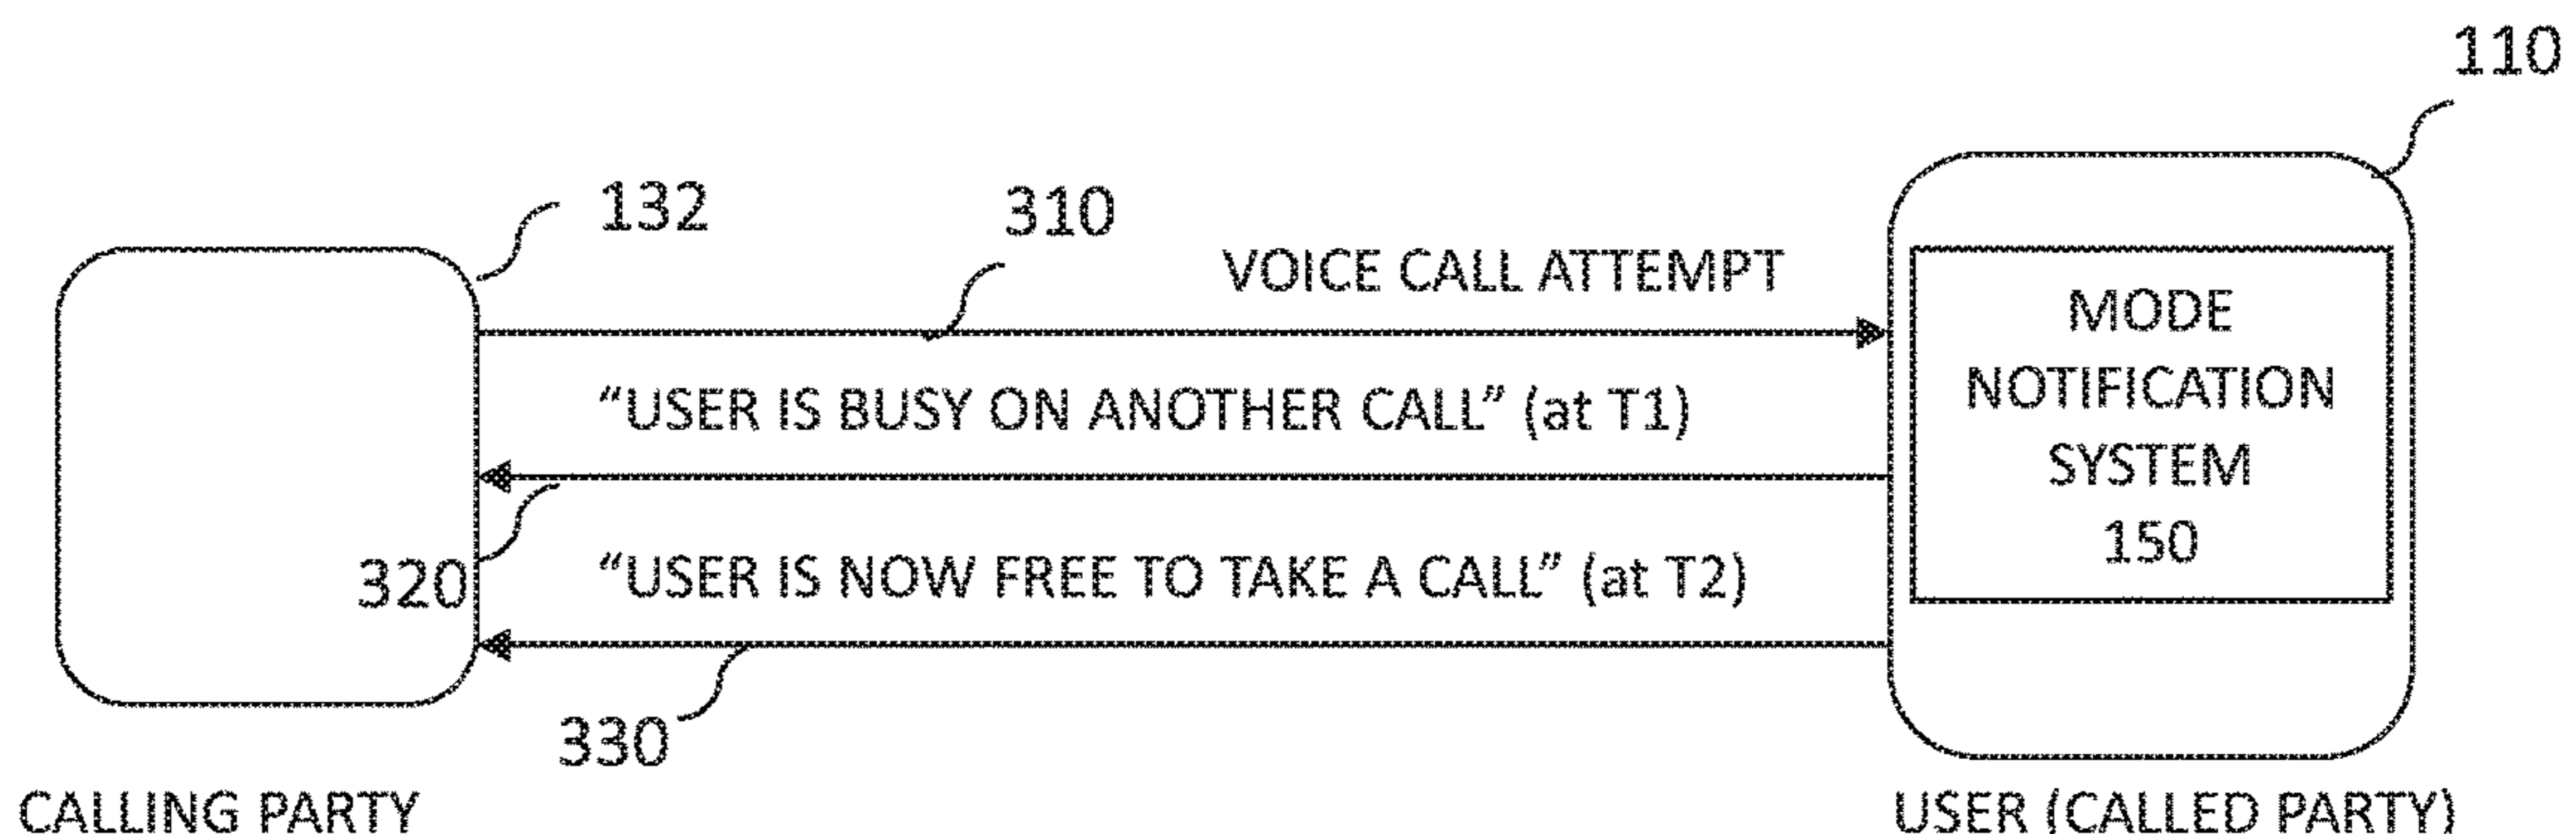 110
132
310
VOICE CALL ATTEMPT
MODE
NOTIFICATION
SYSTEM
150
“USER IS BUSY ON ANOTHER CALL” (at T1)
320
“USER IS NOW FREE TO TAKE A CALL” (at T2)
330
CALLING PARTY
USER (CALLED PARTY)